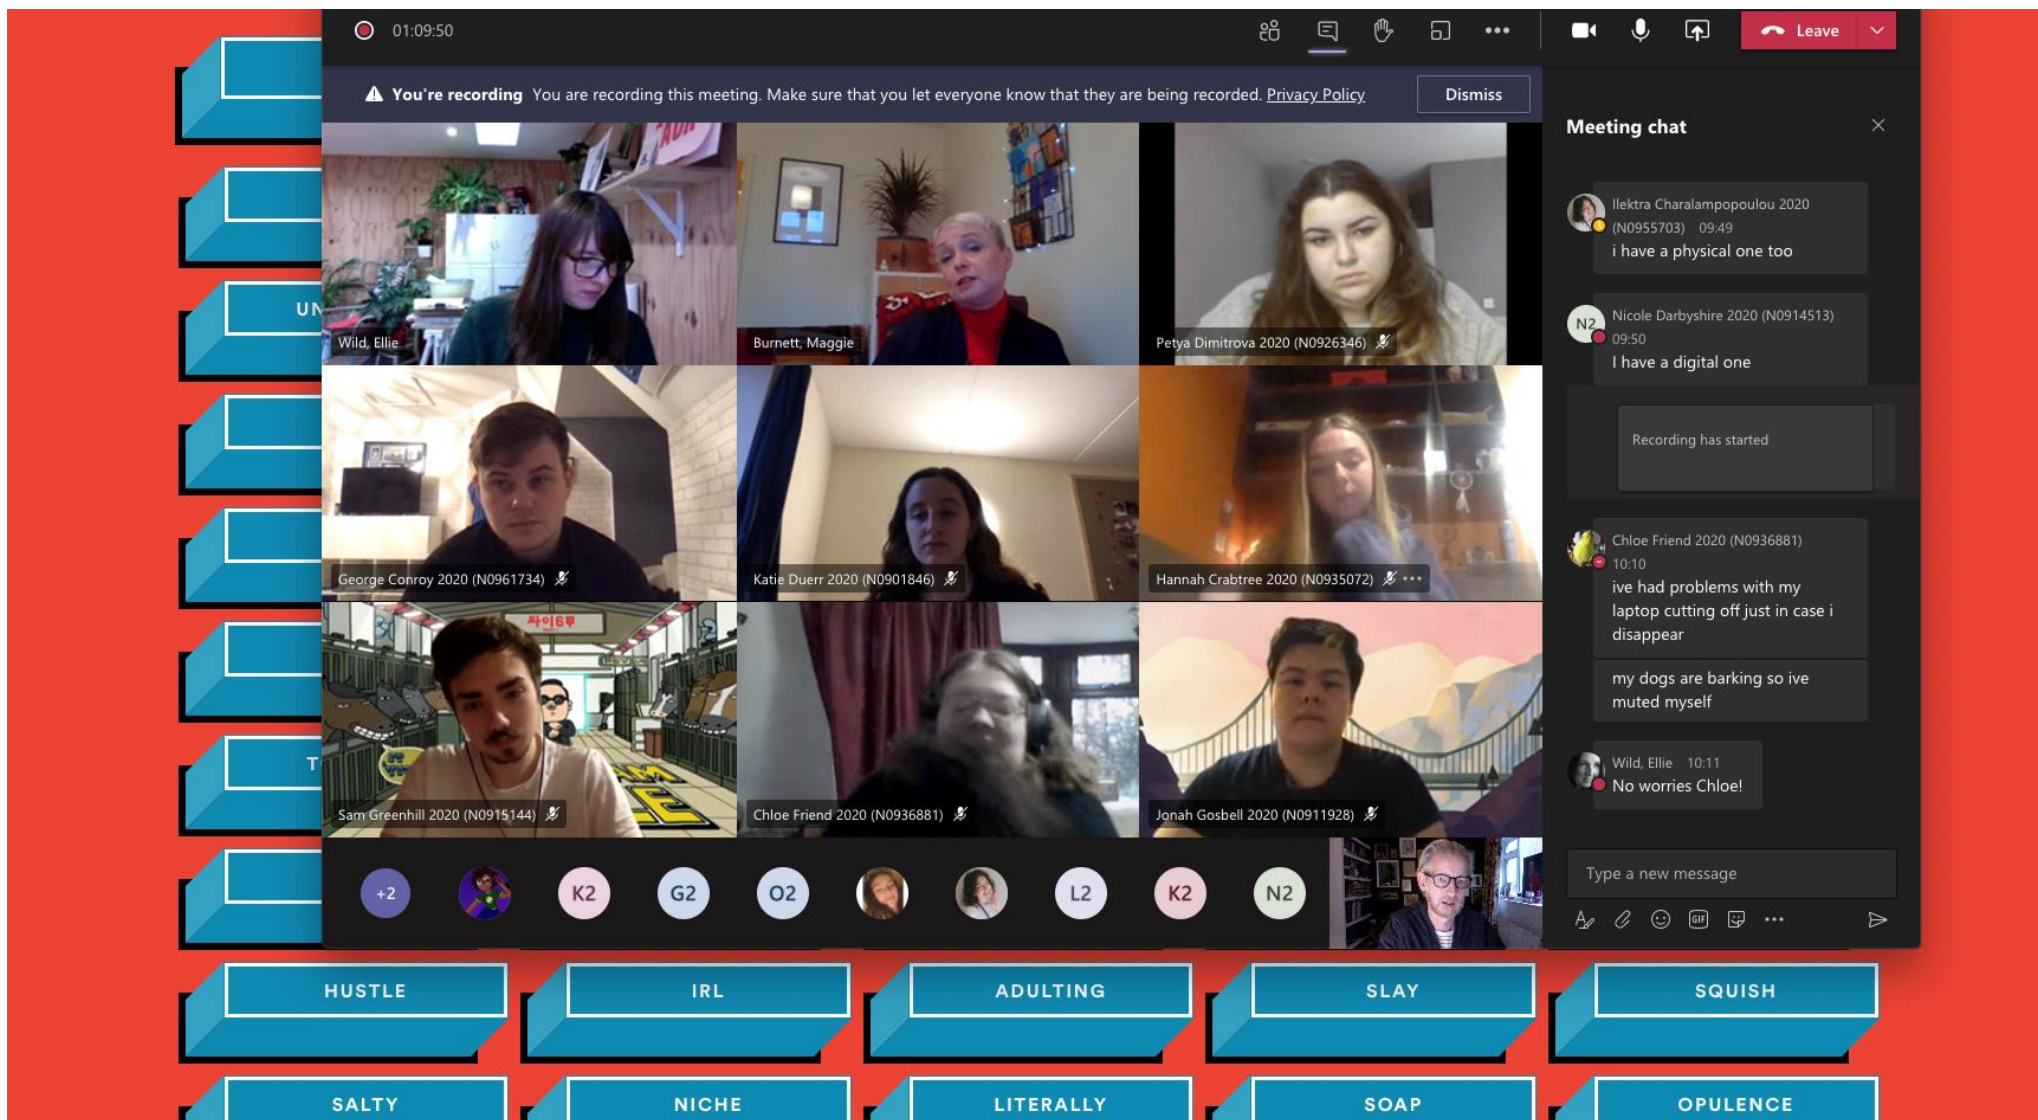 01:09:50
Leave
You're recording You are recording this meeting. Make sure that you let everyone know that they are being recorded. Privacy Policy
Dismiss
Wild, Ellie
Burnett, Maggie
Petya Dimitrova 2020 (N0926346)
George Conroy 2020 (N0961734)
Katie Duerr 2020 (N0901846)
Hannah Crabtree 2020 (N0935072)
싸이6甲
Sam Greenhill 2020 (N0915144)
Chloe Friend 2020 (N0936881)
Jonah Gosbell 2020 (N0911928)
+2
K2
G2
O2
L2
K2
N2
Meeting chat
Ilektra Charalampopoulou 2020
(N0955703) 09:49
i have a physical one too
N2
Nicole Darbyshire 2020 (N0914513)
09:50
I have a digital one
Recording has started
Chloe Friend 2020 (N0936881)
10:10
ive had problems with my
laptop cutting off just in case i
disappear
my dogs are barking so ive
muted myself
Wild, Ellie 10:11
No worries Chloe!
Type a new message
GIF
UN
T
HUSTLE
IRL
ADULTING
SLAY
SQUISH
SALTY
NICHE
LITERALLY
SOAP
OPULENCE